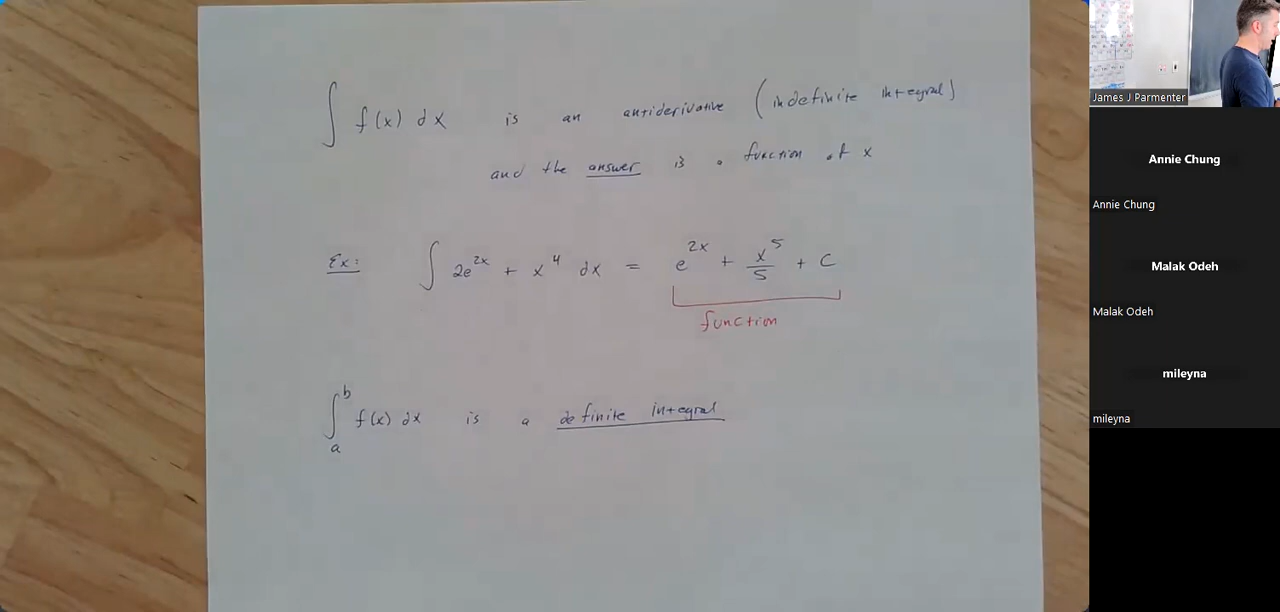 ∫ f(x) dx is an antiderivative (indefinite integral)
and the answer is a function of x
Ex: ∫ 2e^{2x} + x^4 dx = e^{2x} + x^5/5 + C
function
∫_a^b f(x) dx is a definite integral
James J Parmenter
Annie Chung
Annie Chung
Malak Odeh
Malak Odeh
mileyna
mileyna